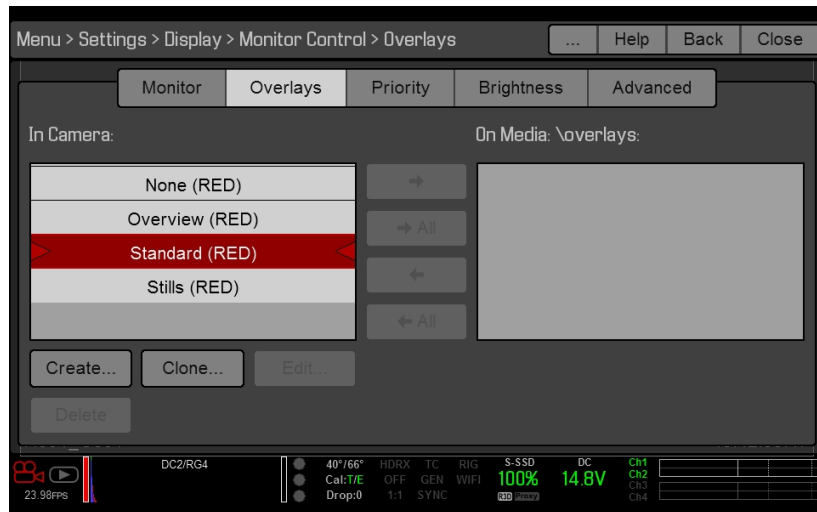 Menu > Settings > Display > Monitor Control > Overlays
... Help Back Close
Monitor Overlays Priority Brightness Advanced
In Camera: On Media: \overlays:
None (RED)
Overview (RED)
Standard (RED)
Stills (RED)
→
→ All
←
← All
Create... Clone... Edit...
Delete
DC2/RG4 40°/66° HDRX TC RIG S-SSD DC Ch1
Cal:T/E OFF GEN WIFI 100% 14.8V Ch2
23.98FPS Drop:0 1:1 SYNC R3D Proxy Ch3
Ch4